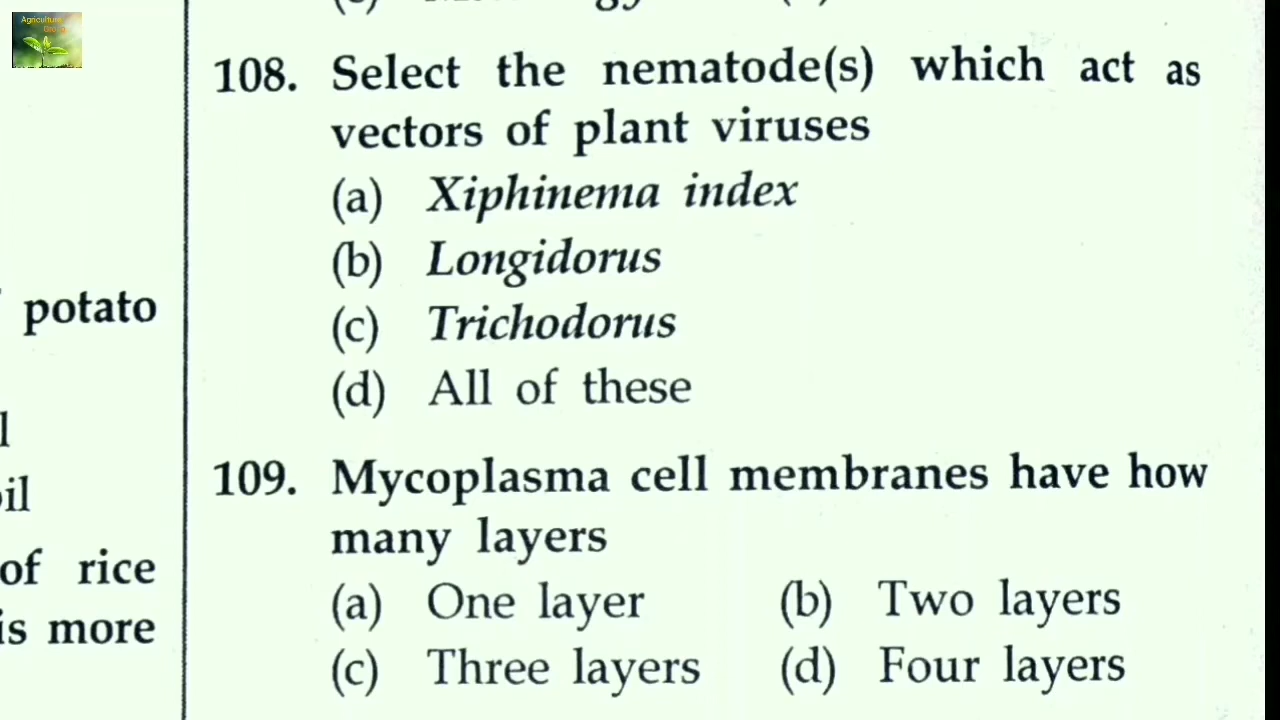 Agriculture
Group
108. Select the nematode(s) which act as
vectors of plant viruses
(a) Xiphinema index
(b) Longidorus
(c) Trichodorus
(d) All of these
potato
109. Mycoplasma cell membranes have how
many layers
of rice
(a) One layer (b) Two layers
is more
(c) Three layers (d) Four layers